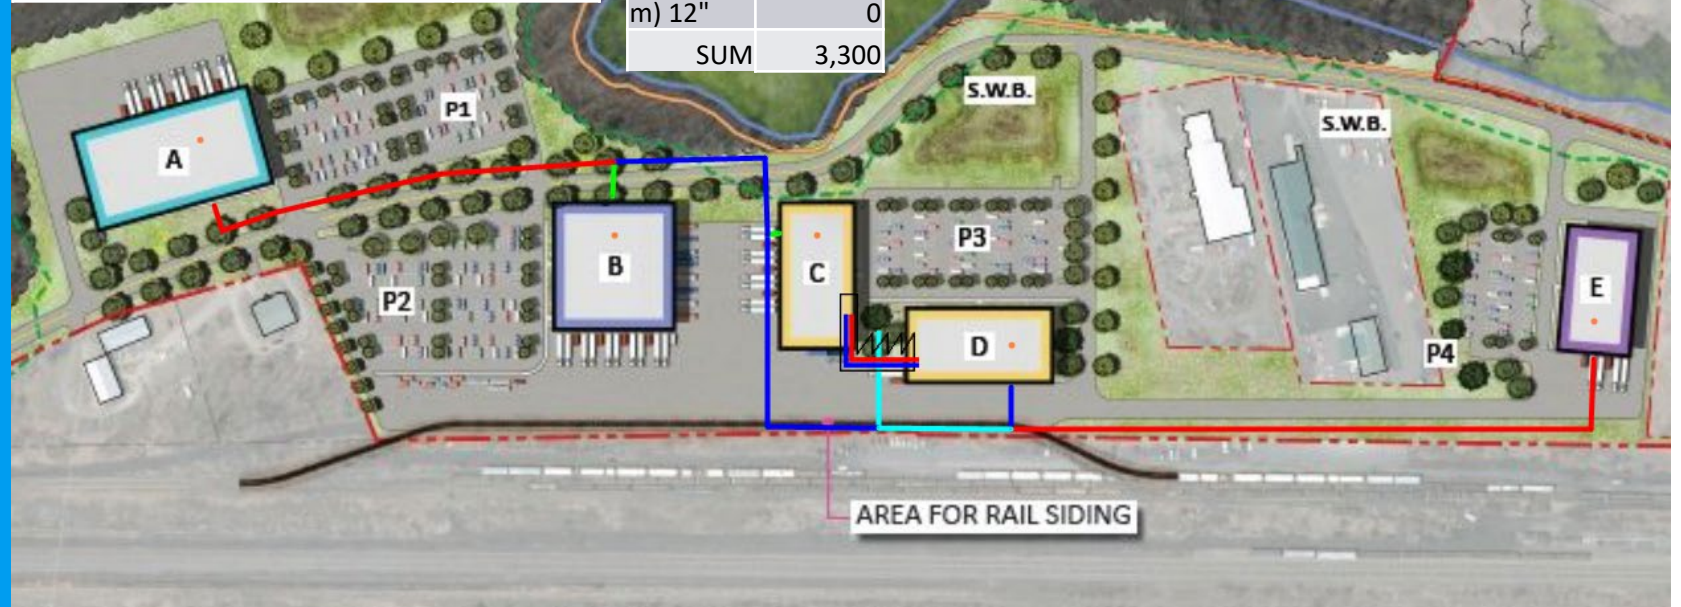 m) 12" 0
SUM 3,300
S.W.B.
S.W.B.
P1
A
P3
B
C
E
P2
D
P4
AREA FOR RAIL SIDING